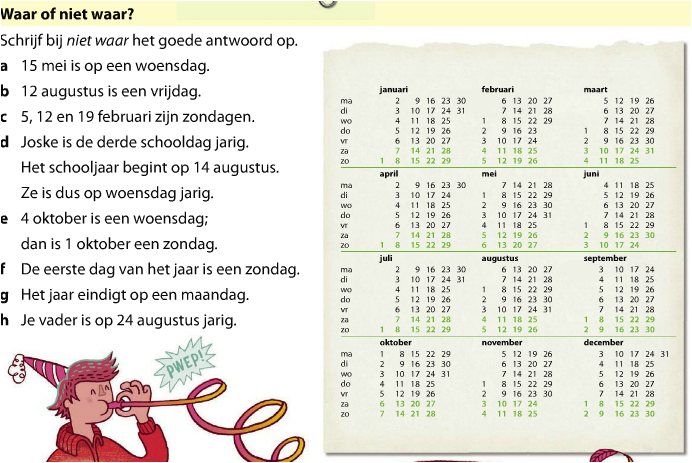 Waar of niet waar?
Schrijf bij niet waar het goede antwoord op.
a 15 mei is op een woensdag.
b 12 augustus is een vrijdag.
c 5, 12 en 19 februari zijn zondagen.
d Joske is de derde schooldag jarig.
Het schooljaar begint op 14 augustus.
Ze is dus op woensdag jarig.
e 4 oktober is een woensdag;
dan is 1 oktober een zondag.
f De eerste dag van het jaar is een zondag.
g Het jaar eindigt op een maandag.
h Je vader is op 24 augustus jarig.
PWEP!
januari februari maart
ma 2 9 16 23 30 6 13 20 27 5 12 19 26
di 3 10 17 24 31 7 14 21 28 6 13 20 27
wo 4 11 18 25 1 8 15 22 29 7 14 21 28
do 5 12 19 26 2 9 16 23 1 8 15 22 29
vr 6 13 20 27 3 10 17 24 2 9 16 23 30
za 7 14 21 28 4 11 18 25 3 10 17 24 31
zo 1 8 15 22 29 5 12 19 26 4 11 18 25
april mei juni
ma 2 9 16 23 30 7 14 21 28 4 11 18 25
di 3 10 17 24 1 8 15 22 29 5 12 19 26
wo 4 11 18 25 2 9 16 23 30 6 13 20 27
do 5 12 19 26 3 10 17 24 31 7 14 21 28
vr 6 13 20 27 4 11 18 25 1 8 15 22 29
za 7 14 21 28 5 12 19 26 2 9 16 23 30
zo 1 8 15 22 29 6 13 20 27 3 10 17 24
juli augustus september
ma 2 9 16 23 30 6 13 20 27 3 10 17 24
di 3 10 17 24 31 7 14 21 28 4 11 18 25
wo 4 11 18 25 1 8 15 22 29 5 12 19 26
do 5 12 19 26 2 9 16 23 30 6 13 20 27
vr 6 13 20 27 3 10 17 24 31 7 14 21 28
za 7 14 21 28 4 11 18 25 1 8 15 22 29
zo 1 8 15 22 29 5 12 19 26 2 9 16 23 30
oktober november december
ma 1 8 15 22 29 5 12 19 26 3 10 17 24 31
di 2 9 16 23 30 6 13 20 27 4 11 18 25
wo 3 10 17 24 31 7 14 21 28 5 12 19 26
do 4 11 18 25 1 8 15 22 29 6 13 20 27
vr 5 12 19 26 2 9 16 23 30 7 14 21 28
za 6 13 20 27 3 10 17 24 1 8 15 22 29
zo 7 14 21 28 4 11 18 25 2 9 16 23 30